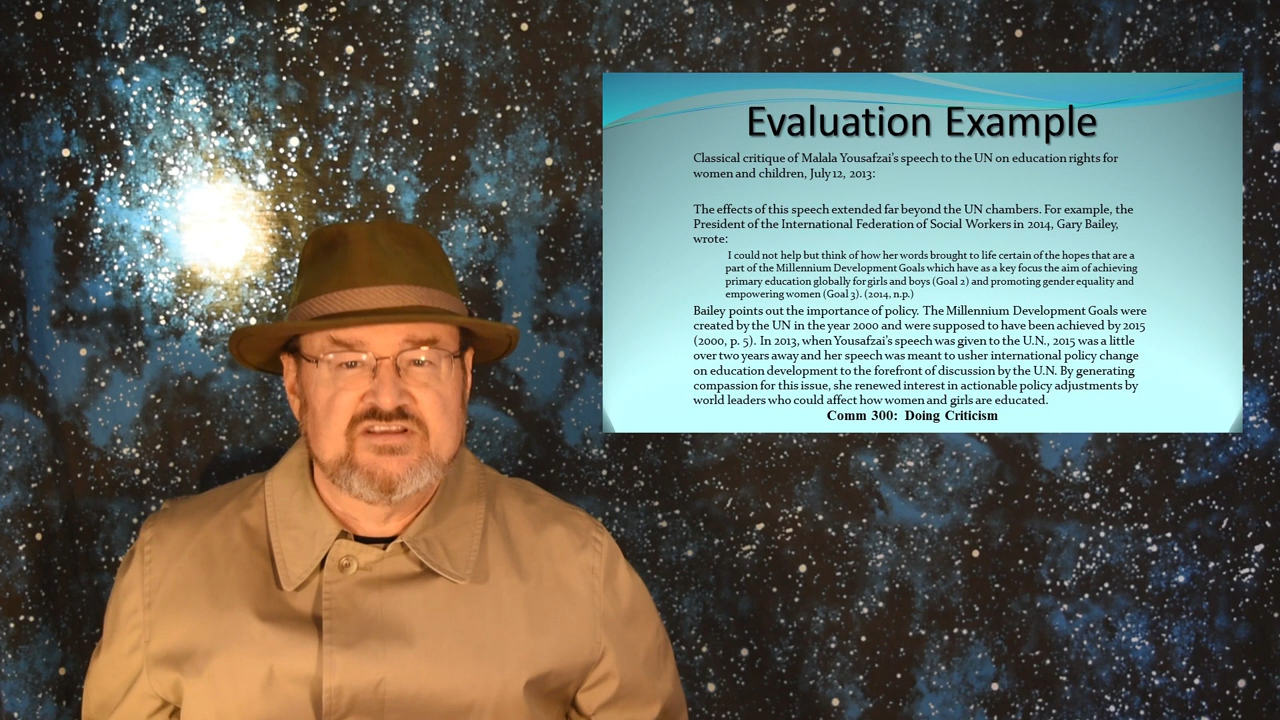 Evaluation Example
Classical critique of Malala Yousafzai's speech to the UN on education rights for
women and children, July 12, 2013:
The effects of this speech extended far beyond the UN chambers. For example, the
President of the International Federation of Social Workers in 2014, Gary Bailey,
wrote:
I could not help but think of how her words brought to life certain of the hopes that are a
part of the Millennium Development Goals which have as a key focus the aim of achieving
primary education globally for girls and boys (Goal 2) and promoting gender equality and
empowering women (Goal 3). (2014, n.p.)
Bailey points out the importance of policy. The Millennium Development Goals were
created by the UN in the year 2000 and were supposed to have been achieved by 2015
(2000, p. 5). In 2013, when Yousafzai's speech was given to the U.N., 2015 was a little
over two years away and her speech was meant to usher international policy change
on education development to the forefront of discussion by the U.N. By generating
compassion for this issue, she renewed interest in actionable policy adjustments by
world leaders who could affect how women and girls are educated.
Comm 300: Doing Criticism